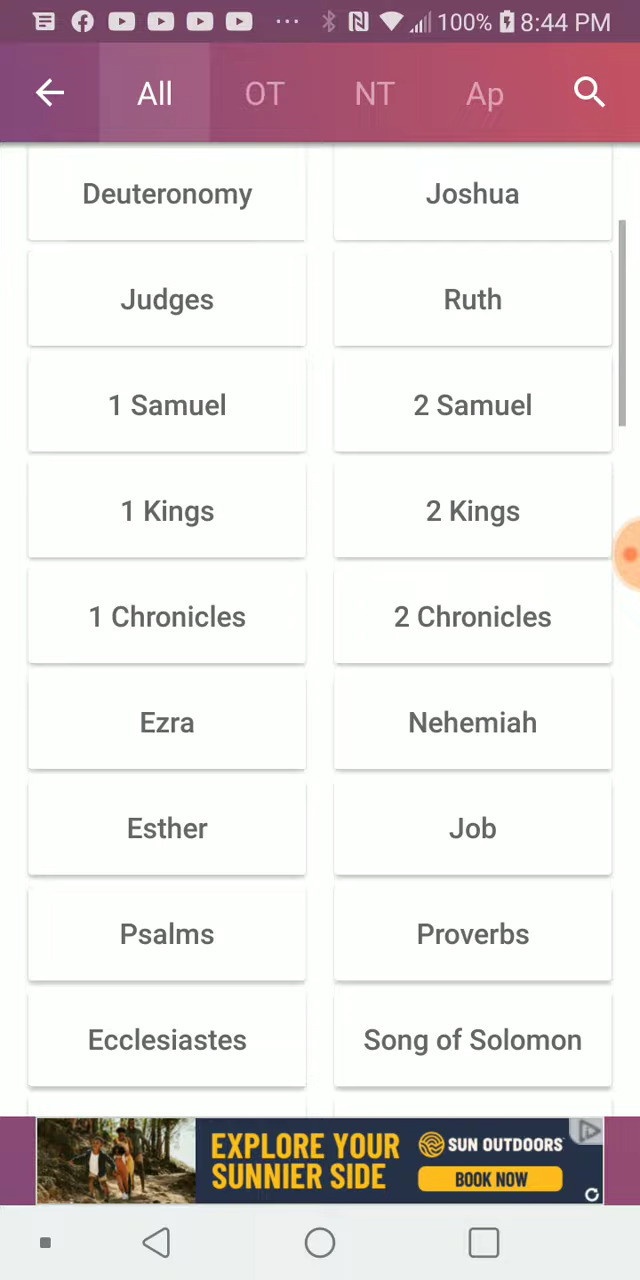 100% 8:44 PM
All OT NT Ap
Deuteronomy Joshua
Judges Ruth
1 Samuel 2 Samuel
1 Kings 2 Kings
1 Chronicles 2 Chronicles
Ezra Nehemiah
Esther Job
Psalms Proverbs
Ecclesiastes Song of Solomon
EXPLORE YOUR
SUNNIER SIDE
SUN OUTDOORS
BOOK NOW